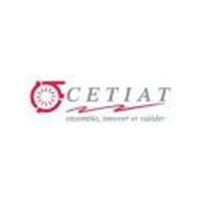 CETIAT
ensemble, innover et valider